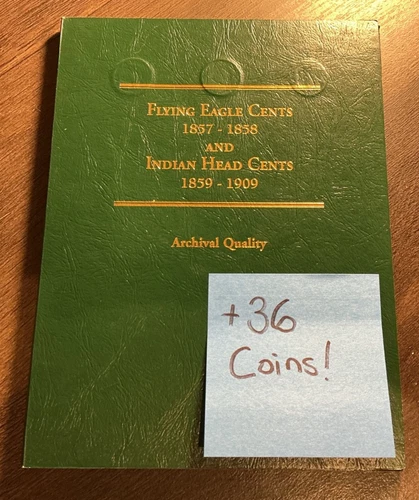 Flying Eagle Cents
1857 - 1858
and
Indian Head Cents
1859 - 1909
Archival Quality
+36
Coins!